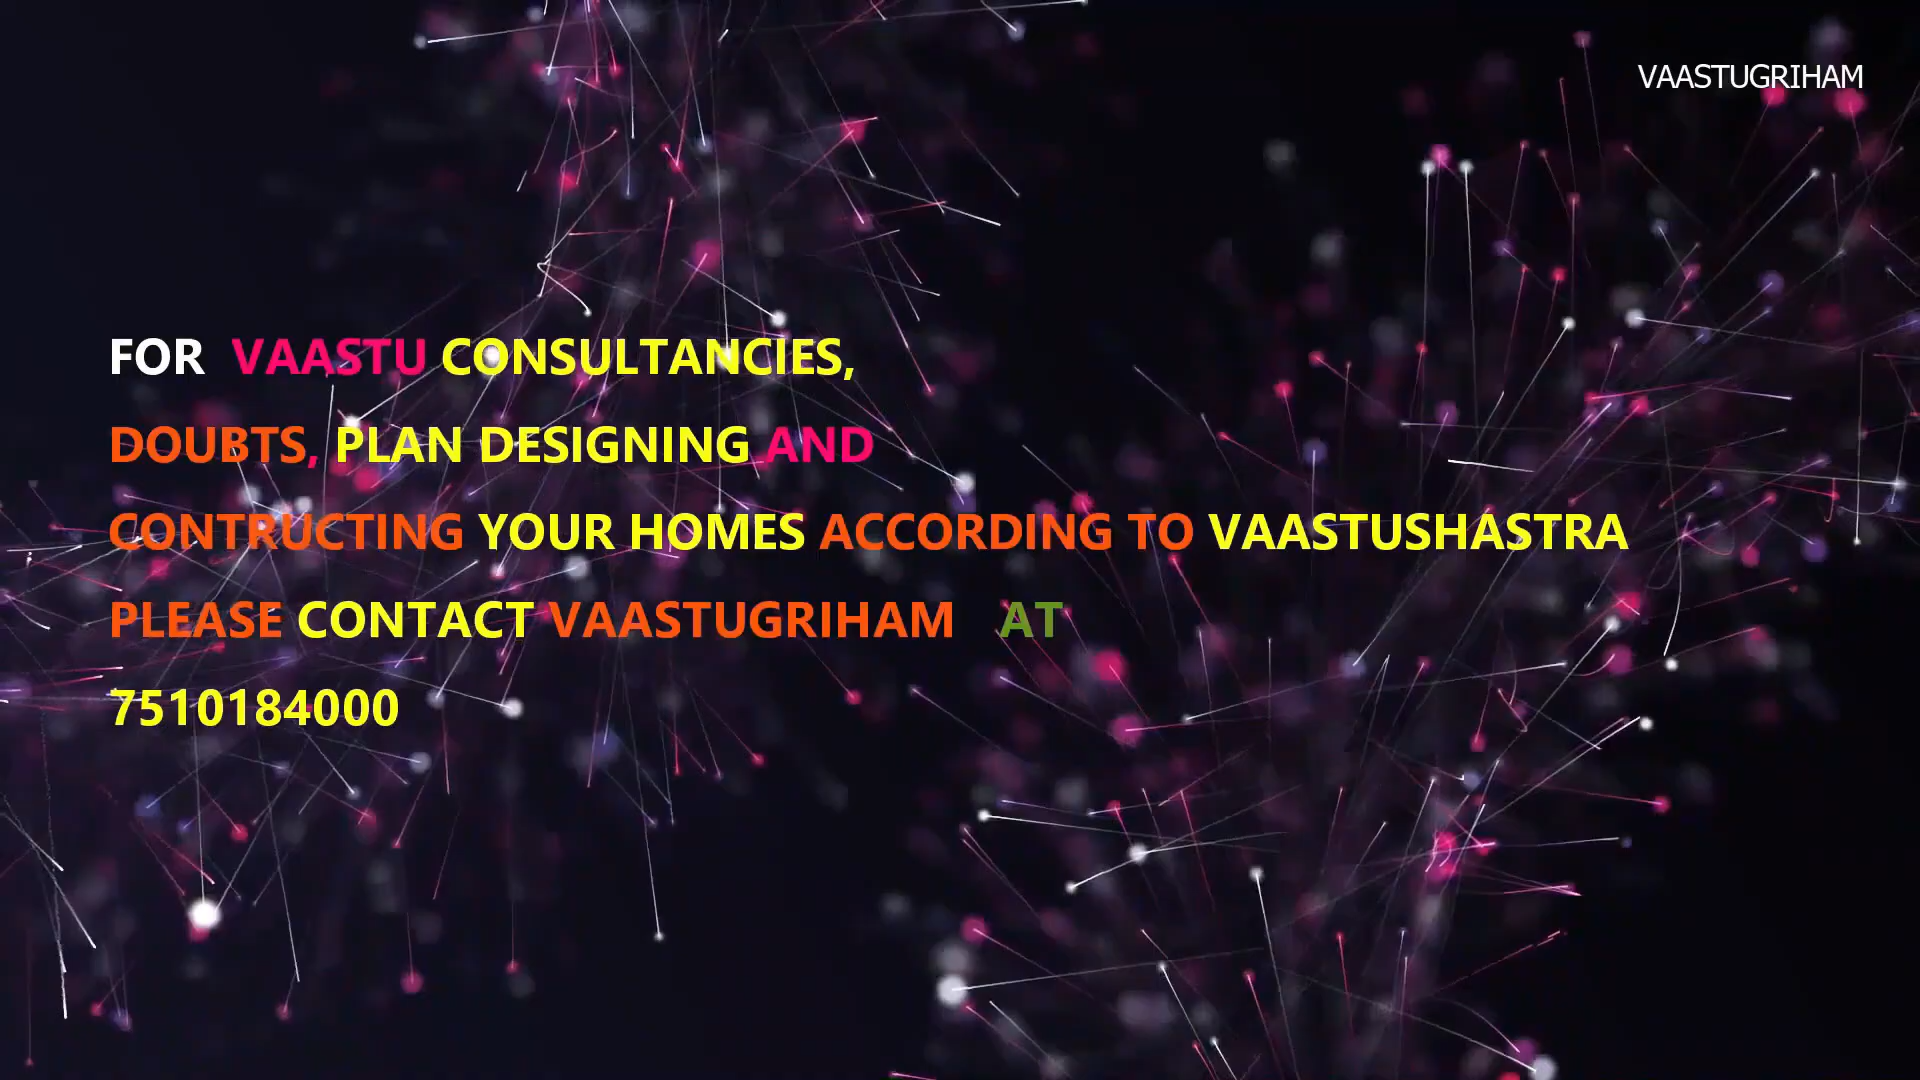 VAASTUGRIHAM
FOR VAASTU CONSULTANCIES,
DOUBTS, PLAN DESIGNING AND
CONTRUCTING YOUR HOMES ACCORDING TO VAASTUSHASTRA
PLEASE CONTACT VAASTUGRIHAM AT
7510184000